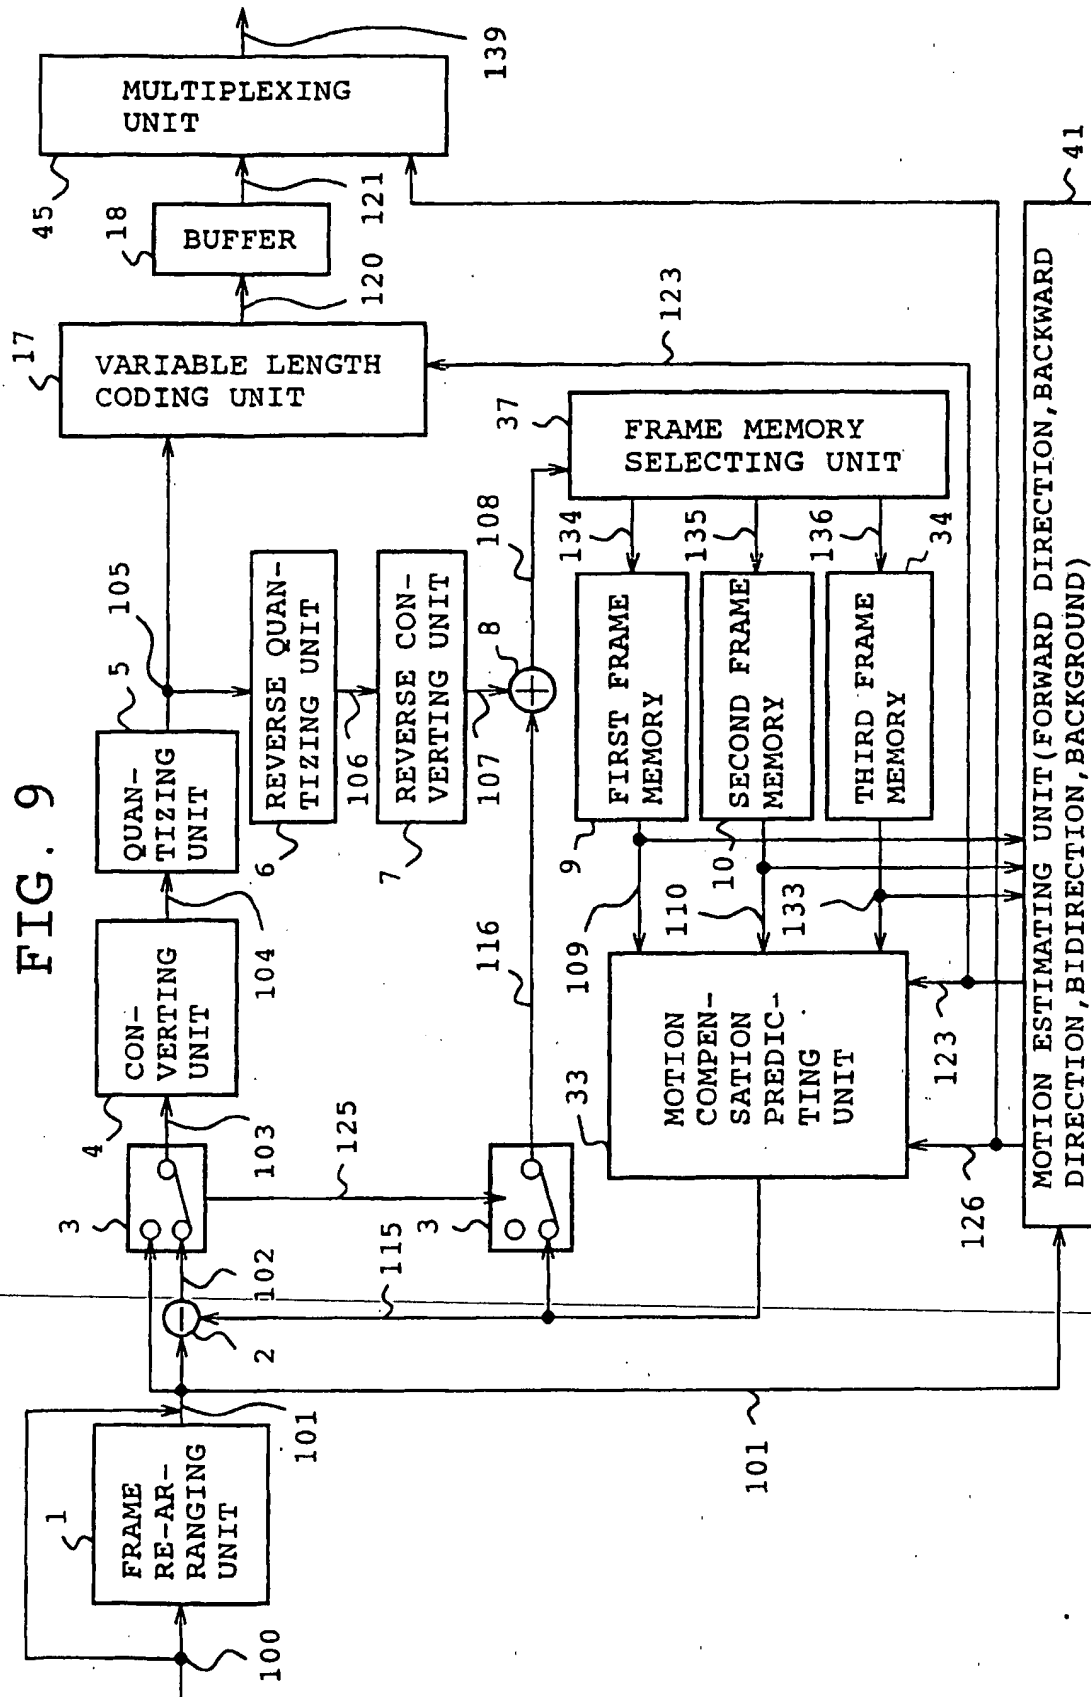 FIG. 9
1
FRAME
RE-AR-
RANGING
UNIT
100
101
2
102
3
103
4
CON-
VERTING
UNIT
104
5
QUAN-
TIZING
UNIT
105
17
VARIABLE LENGTH
CODING UNIT
120
18
BUFFER
121
45
MULTIPLEXING
UNIT
139
125
6
REVERSE QUAN-
TIZING UNIT
106
7
REVERSE CON-
VERTING UNIT
107
8
108
3
115
116
37
FRAME MEMORY
SELECTING UNIT
123
134
135
136
9
FIRST FRAME
MEMORY
10
SECOND FRAME
MEMORY
34
THIRD FRAME
MEMORY
109
110
133
33
MOTION
COMPEN-
SATION
PREDIC-
TING
UNIT
101
126
123
41
MOTION ESTIMATING UNIT(FORWARD DIRECTION,BACKWARD
DIRECTION,BIDIRECTION,BACKGROUND)